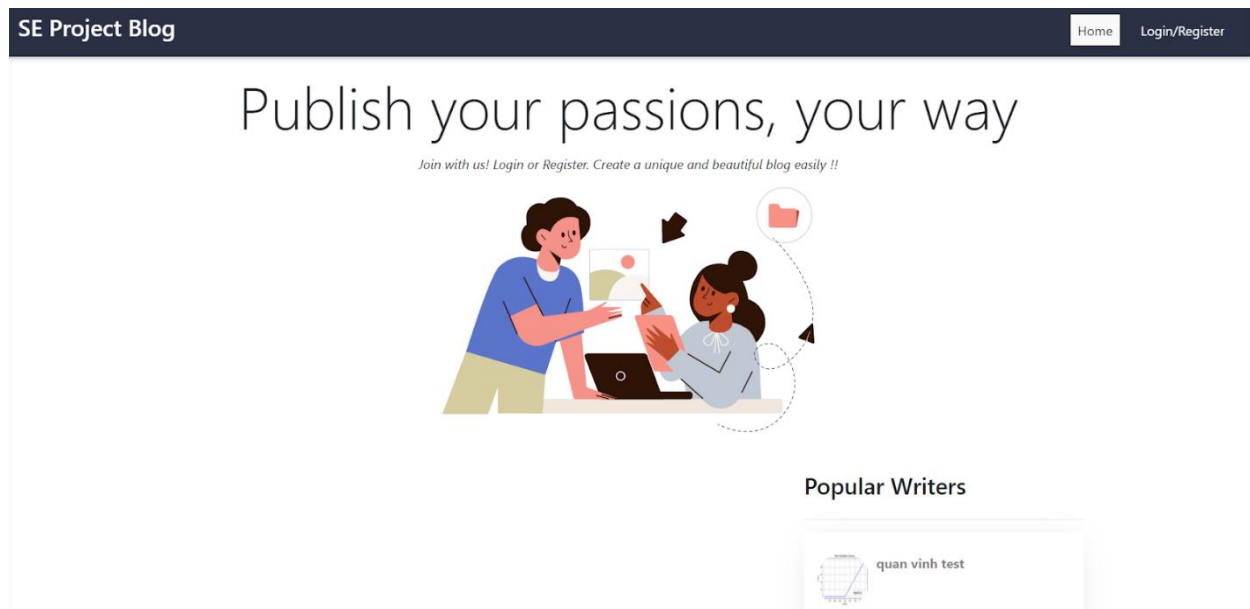 SE Project Blog
Home
Login/Register
Publish your passions, your way
Join with us! Login or Register. Create a unique and beautiful blog easily !!
Popular Writers
quan vinh test